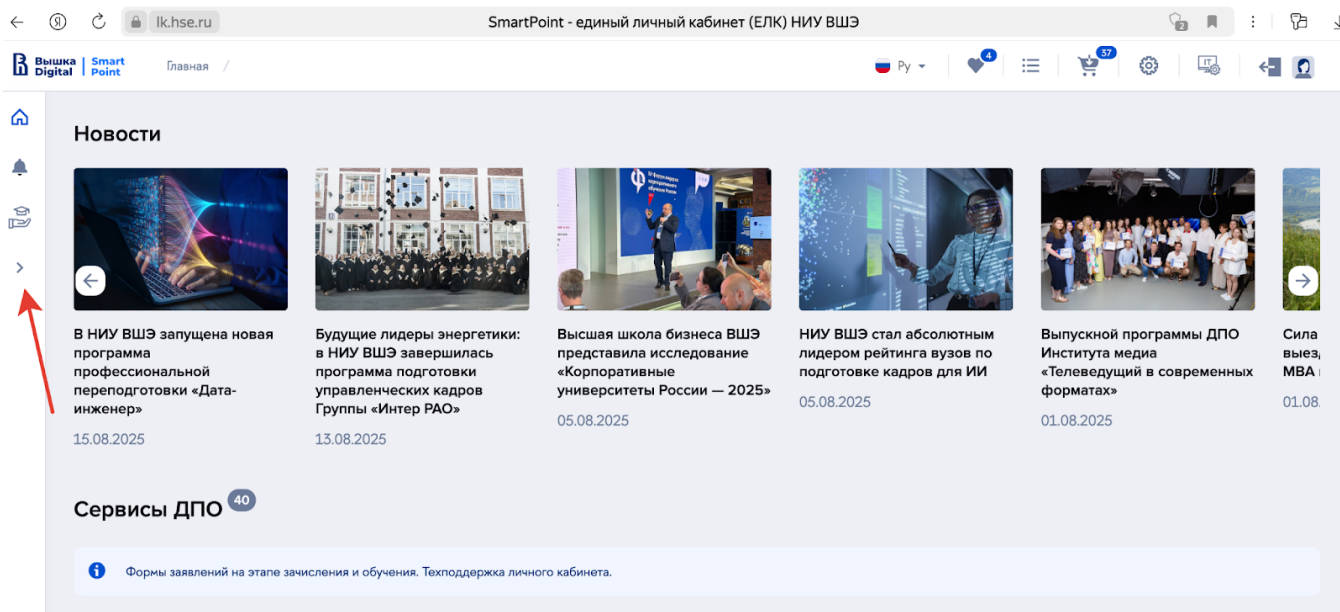 lk.hse.ru
SmartPoint - единый личный кабинет (ЕЛК) НИУ ВШЭ
2
Вышка
Digital
Smart
Point
Главная /
Ру
4
37
IT
Новости
В НИУ ВШЭ запущена новая
программа
профессиональной
переподготовки «Дата-
инженер»
15.08.2025
Будущие лидеры энергетики:
в НИУ ВШЭ завершилась
программа подготовки
управленческих кадров
Группы «Интер РАО»
13.08.2025
Высшая школа бизнеса ВШЭ
представила исследование
«Корпоративные
университеты России — 2025»
05.08.2025
НИУ ВШЭ стал абсолютным
лидером рейтинга вузов по
подготовке кадров для ИИ
05.08.2025
Выпускной программы ДПО
Института медиа
«Телеведущий в современных
форматах»
01.08.2025
Сила
выез
MBA
01.08.
Сервисы ДПО 40
Формы заявлений на этапе зачисления и обучения. Техподдержка личного кабинета.